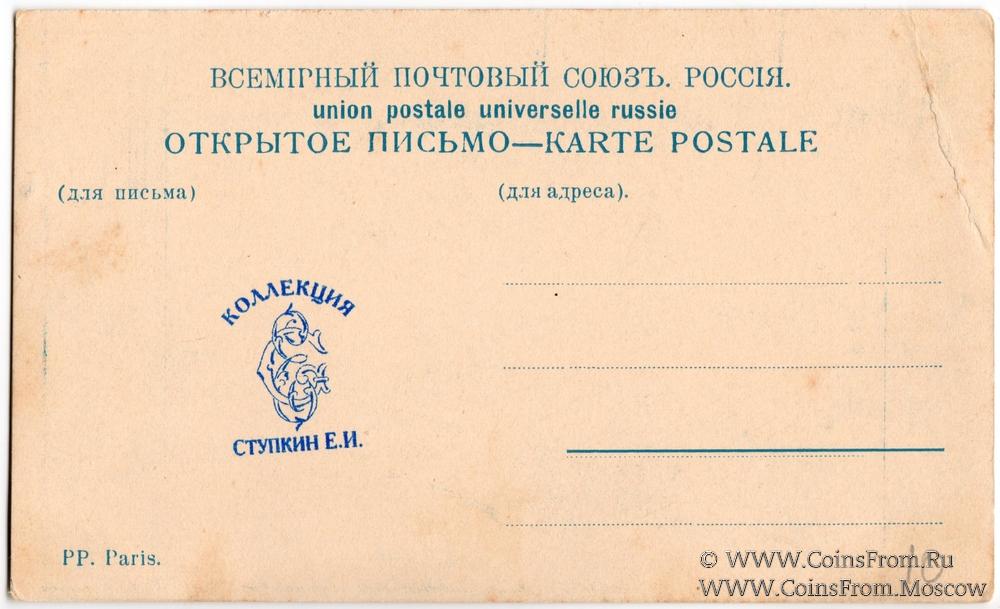 ВСЕМІРНЫЙ ПОЧТОВЫЙ СОЮЗЪ. РОССІЯ.
union postale universelle russie
ОТКРЫТОЕ ПИСЬМО—KARTE POSTALE
(для письма)
(для адреса).
КОЛЛЕКЦИЯ
СТУПКИН Е.И.
PP. Paris.
10
© WWW.CoinsFrom.Ru
WWW.CoinsFrom.Moscow